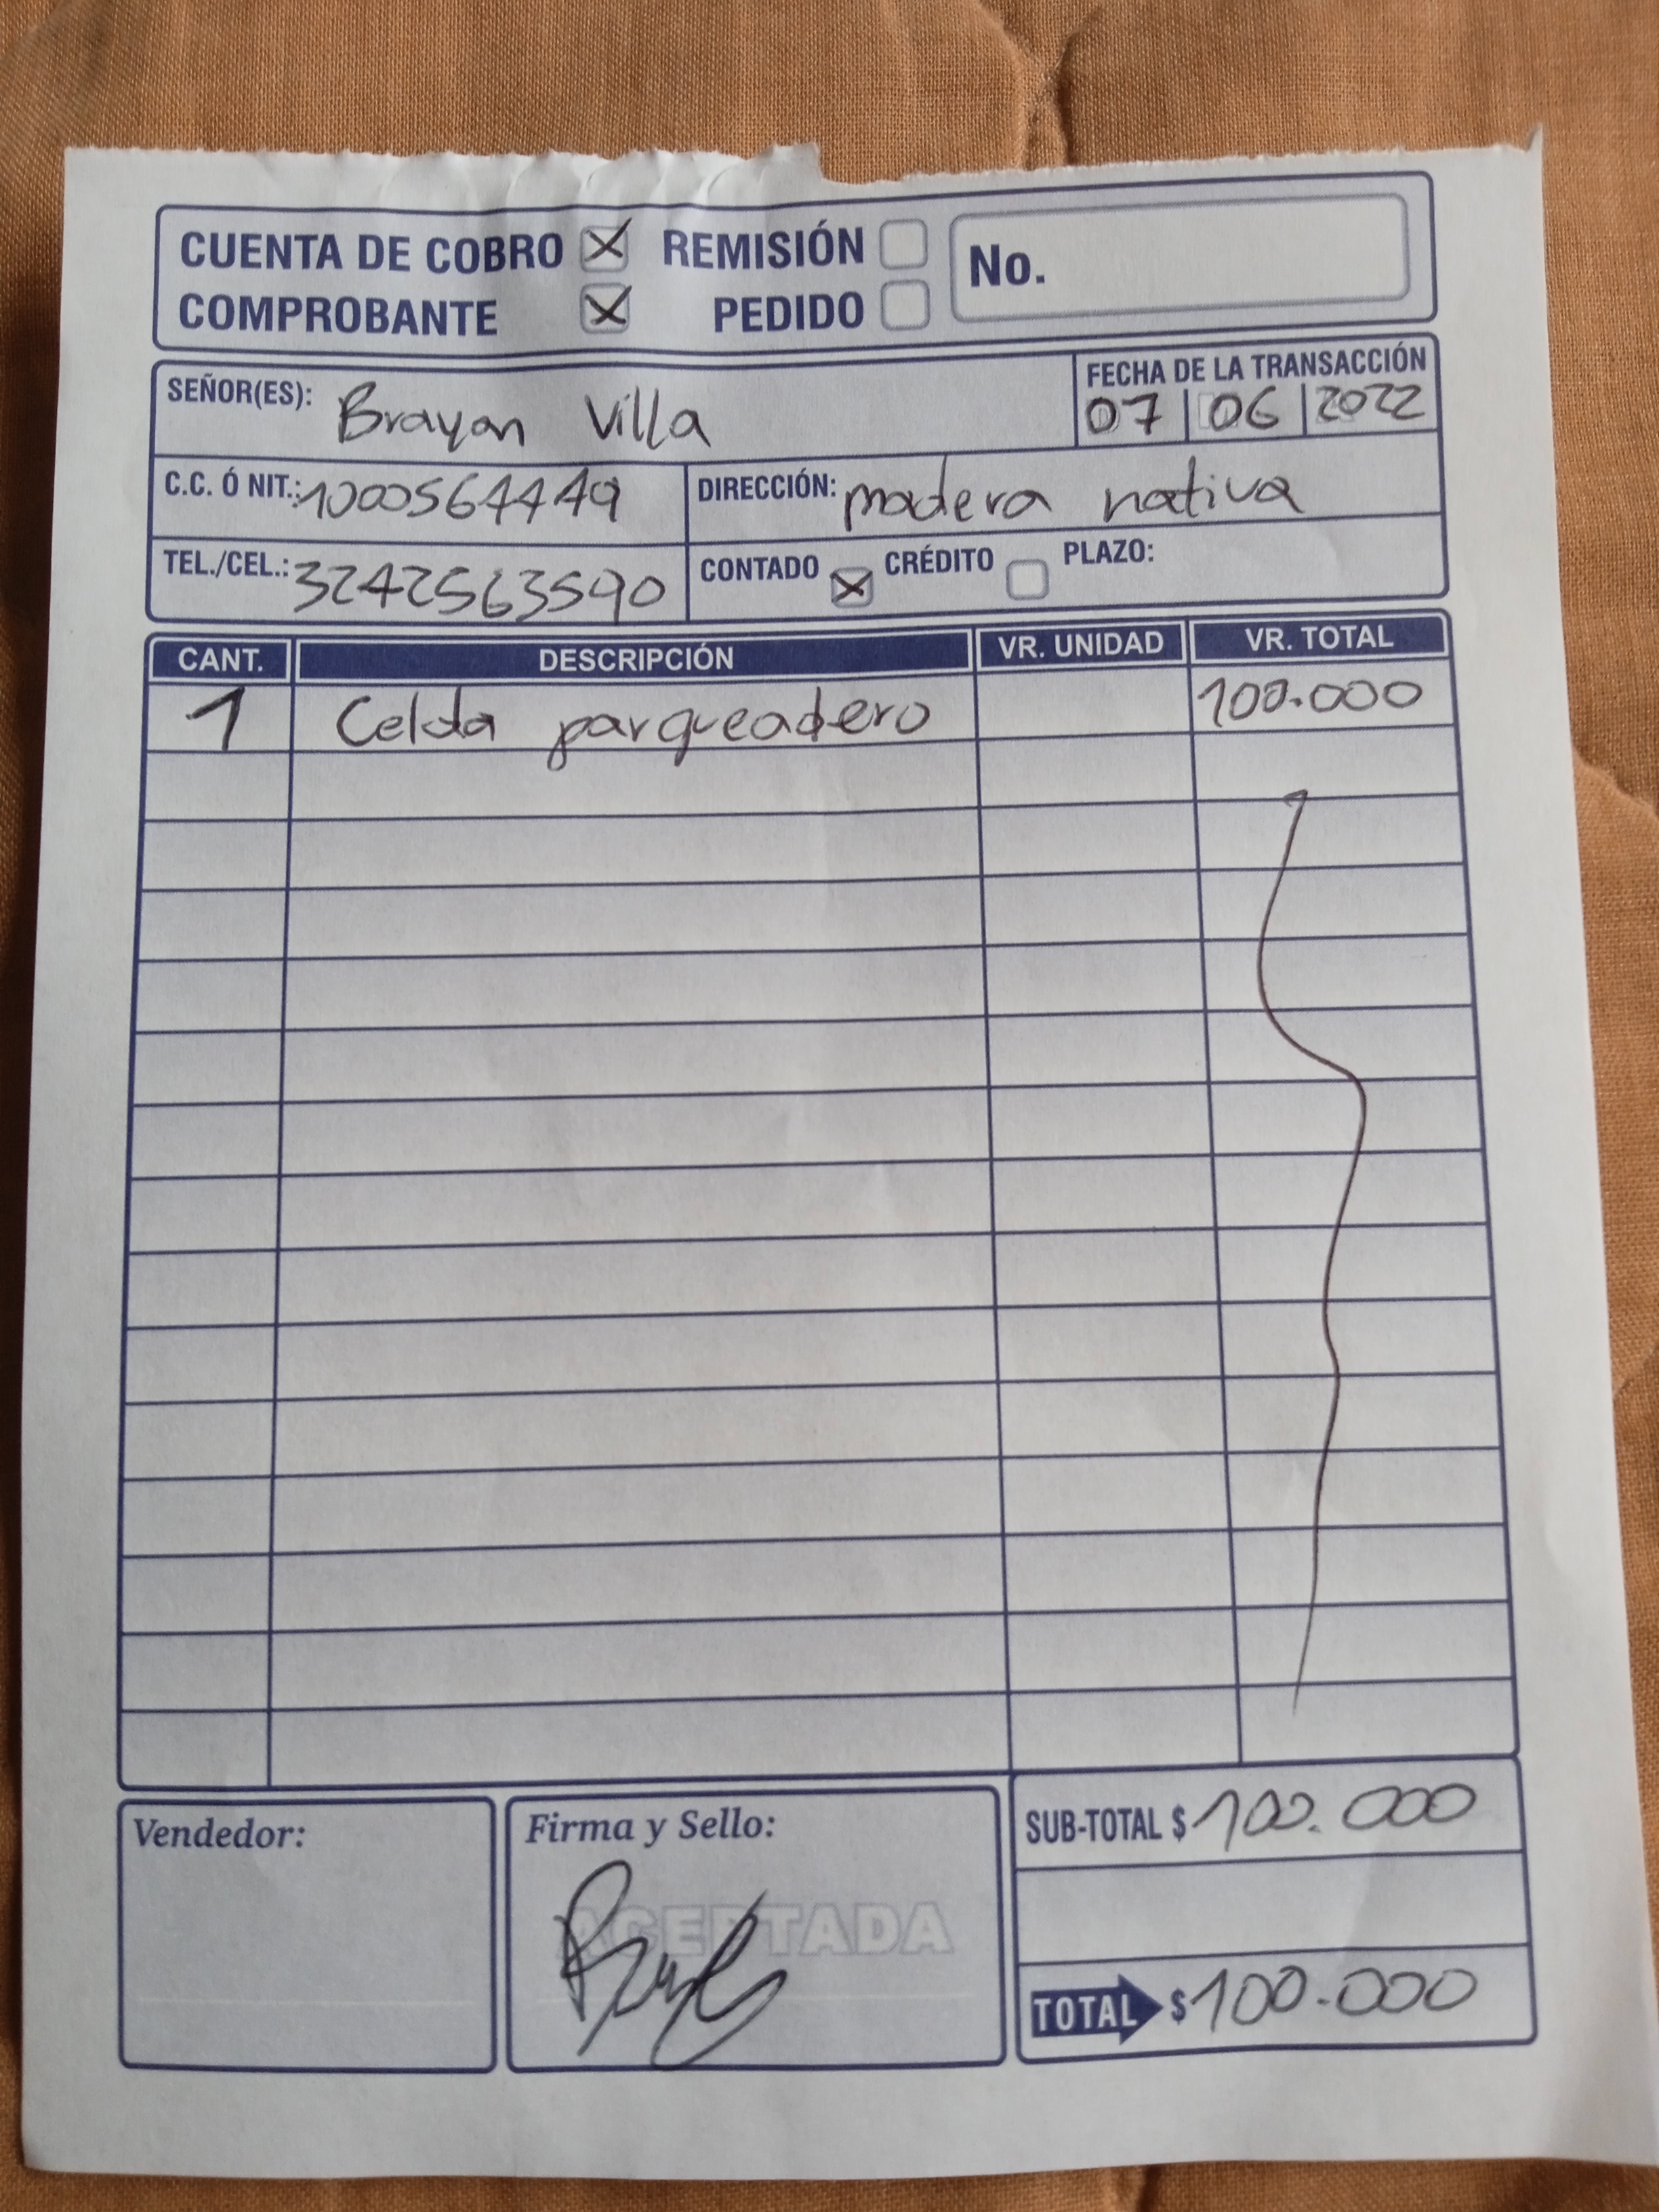 CUENTA DE COBRO X REMISIÓN No.
COMPROBANTE X PEDIDO
SEÑOR(ES): Brayan Villa
FECHA DE LA TRANSACCIÓN
07 06 2022
C.C. Ó NIT.: 1000564449 DIRECCIÓN: madera nativa
TEL./CEL.: 3242563590 CONTADO X CRÉDITO PLAZO:
CANT. DESCRIPCIÓN VR. UNIDAD VR. TOTAL
1 Celda parqueadero 100.000
Vendedor: Firma y Sello: SUB-TOTAL $ 100.000
ACEPTADA
TOTAL $ 100.000